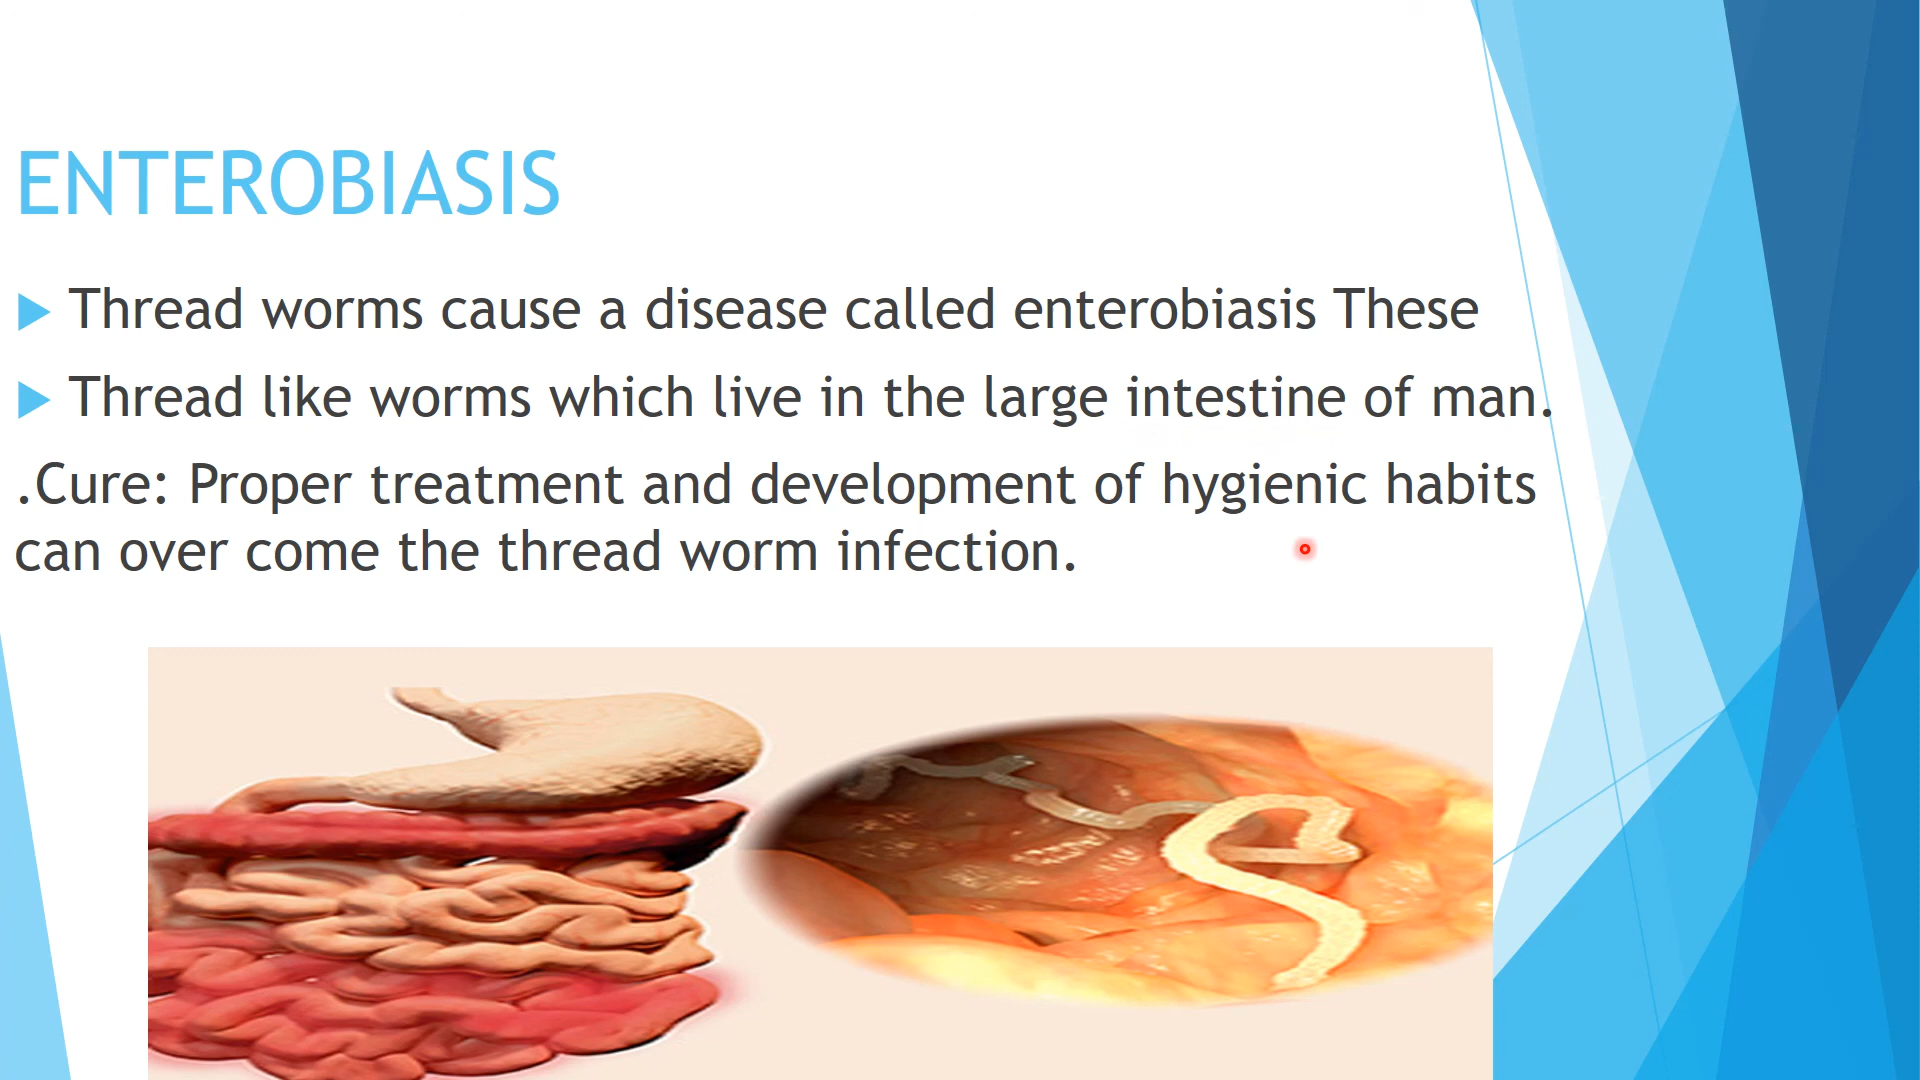 ENTEROBIASIS
Thread worms cause a disease called enterobiasis These
Thread like worms which live in the large intestine of man.
.Cure: Proper treatment and development of hygienic habits
can over come the thread worm infection.